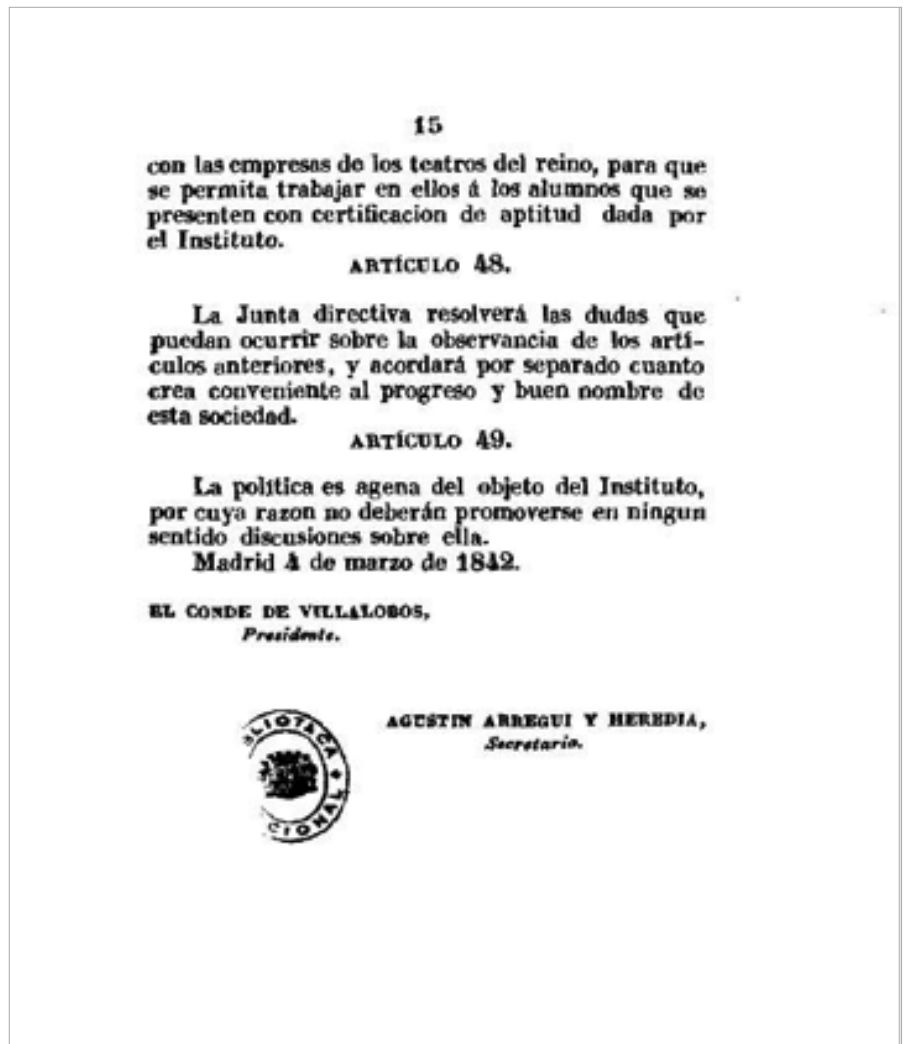 15
con las empresas de los teatros del reino, para que
se permita trabajar en ellos á los alumnos que se
presenten con certificacion de aptitud dada por
el Instituto.
ARTÍCULO 48.
La Junta directiva resolverá las dudas que
puedan ocurrir sobre la observancia de los artí-
culos anteriores, y acordará por separado cuanto
crea conveniente al progreso y buen nombre de
esta sociedad.
ARTÍCULO 49.
La política es agena del objeto del Instituto,
por cuya razon no deberán promoverse en ningun
sentido discusiones sobre ella.
Madrid 4 de marzo de 1842.
EL CONDE DE VILLALOBOS,
Presidente.
AGUSTIN ARREGUI Y HEREDIA,
Secretario.
BLIOTACA
CIONAL